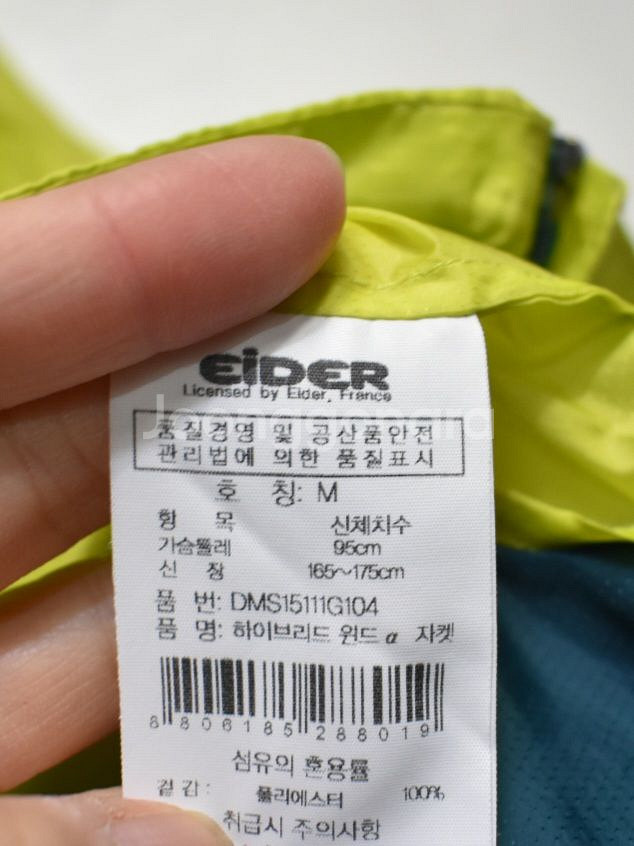 EiDER
Licensed by Eider, France
품질경영 및 공산품안전
관리법에 의한 품질표시
호 칭: M
항 목 신체치수
가슴둘레 95cm
신 장 165~175cm
품 번: DMS15111G104
품 명: 하이브리드 윈드 α 자켓
8 806185 288019
섬유의 혼용률
겉감: 폴리에스터 100%
취급시 주의사항